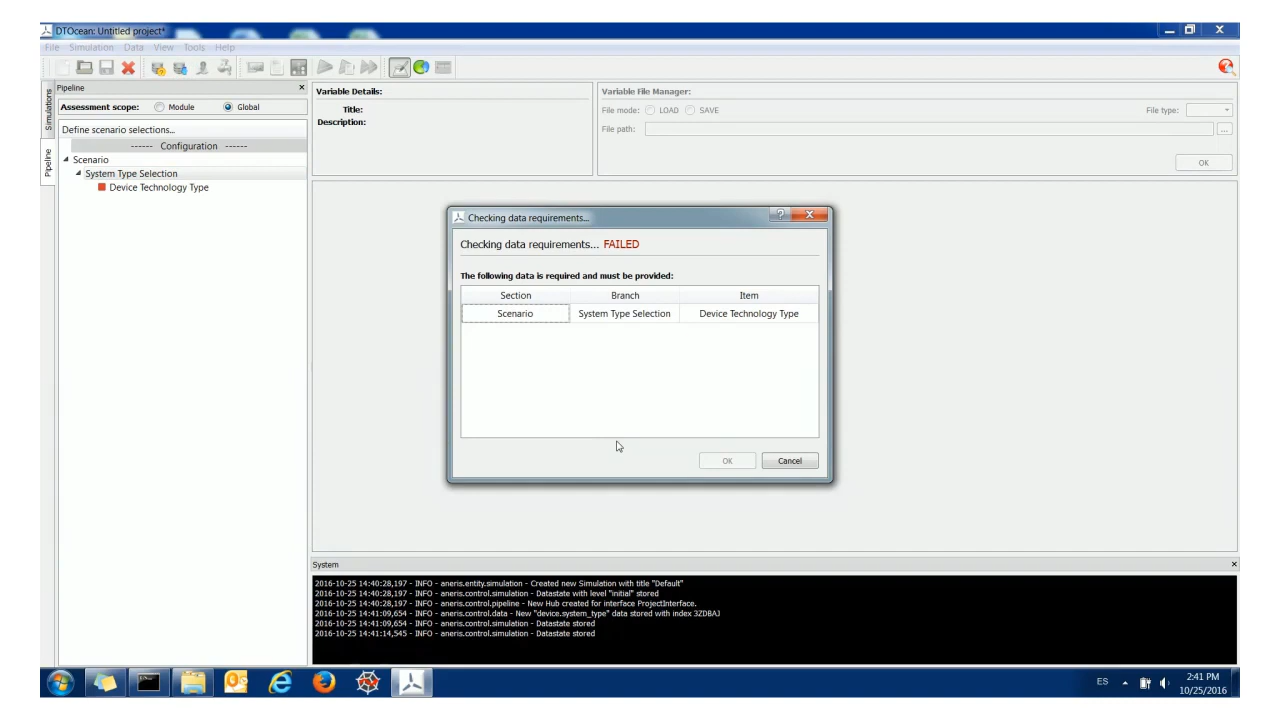 DTOcean: Untitled project*
File Simulation Data View Tools Help
Simulations
Pipeline
Pipeline
Assessment scope: Module Global
Define scenario selections...
------ Configuration ------
Scenario
System Type Selection
Device Technology Type
Variable Details:
Title:
Description:
Variable File Manager:
File mode: LOAD SAVE File type:
File path: ...
OK
Checking data requirements...
Checking data requirements... FAILED
The following data is required and must be provided:
Section Branch Item
Scenario System Type Selection Device Technology Type
OK Cancel
System
2016-10-25 14:40:28,197 - INFO - aneris.entity.simulation - Created new Simulation with title "Default"
2016-10-25 14:40:28,197 - INFO - aneris.control.simulation - Datastate with level "initial" stored
2016-10-25 14:40:28,197 - INFO - aneris.control.pipeline - New Hub created for interface ProjectInterface.
2016-10-25 14:41:09,654 - INFO - aneris.control.data - New "device.system_type" data stored with index 3ZDBAJ
2016-10-25 14:41:09,654 - INFO - aneris.control.simulation - Datastate stored
2016-10-25 14:41:14,545 - INFO - aneris.control.simulation - Datastate stored
ES
2:41 PM
10/25/2016